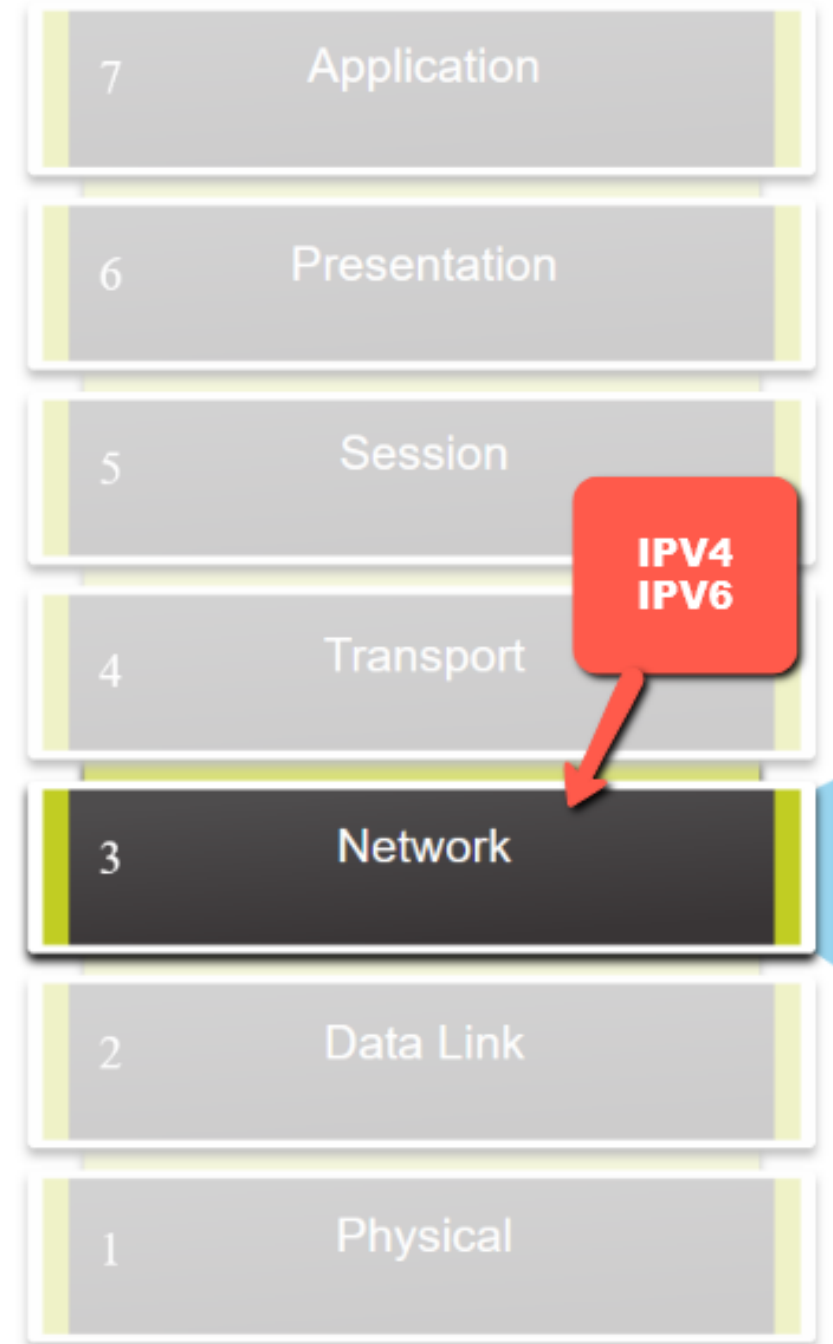 7 Application
6 Presentation
5 Session
IPV4
IPV6
4 Transport
3 Network
2 Data Link
1 Physical